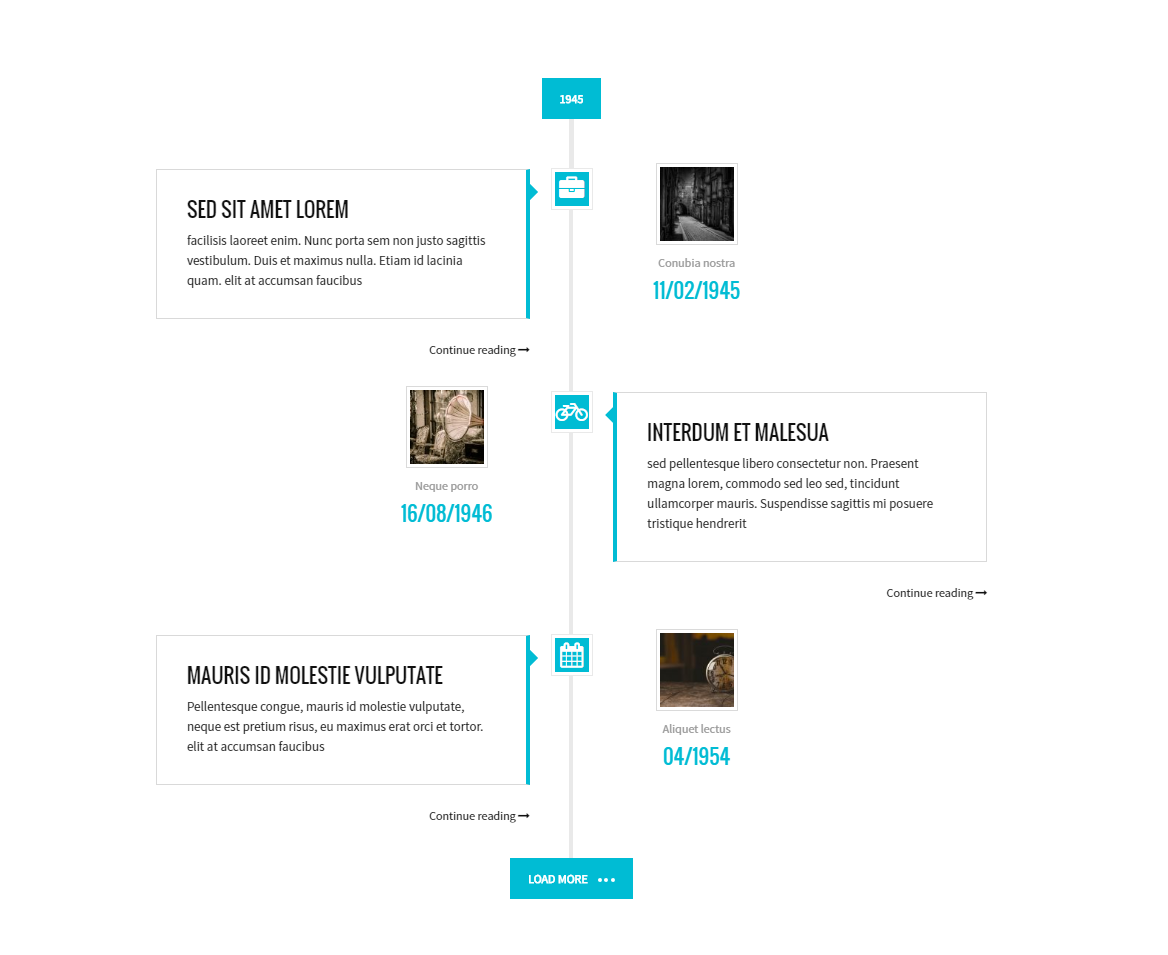 1945
SED SIT AMET LOREM
facilisis laoreet enim. Nunc porta sem non justo sagittis
vestibulum. Duis et maximus nulla. Etiam id lacinia
quam. elit at accumsan faucibus
Continue reading
Conubia nostra
11/02/1945
Neque porro
16/08/1946
INTERDUM ET MALESUA
sed pellentesque libero consectetur non. Praesent
magna lorem, commodo sed leo sed, tincidunt
ullamcorper mauris. Suspendisse sagittis mi posuere
tristique hendrerit
Continue reading
MAURIS ID MOLESTIE VULPUTATE
Pellentesque congue, mauris id molestie vulputate,
neque est pretium risus, eu maximus erat orci et tortor.
elit at accumsan faucibus
Continue reading
Aliquet lectus
04/1954
LOAD MORE